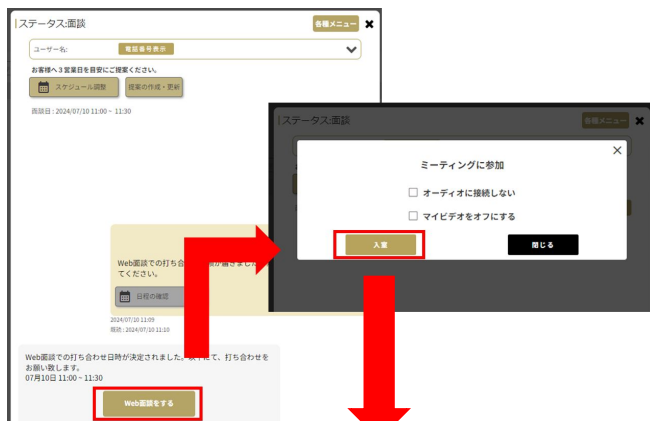 ステータス:面談
各種メニュー
ユーザー名:
電話番号表示
お客様へ3営業日を目安にご提案ください。
スケジュール調整
提案の作成・更新
面談日 : 2024/07/10 11:00 ~ 11:30
Web面談での打ち合
てください。
日程の確認
2024/07/10 11:09
既読 : 2024/07/10 11:10
Web面談での打ち合わせ日時が決定されました。
にて、打ち合わせを
お願い致します。
07月10日 11:00 ~ 11:30
Web面談をする
ステータス:面談
各種メニュー
ミーティングに参加
オーディオに接続しない
マイビデオをオフにする
入室
閉じる